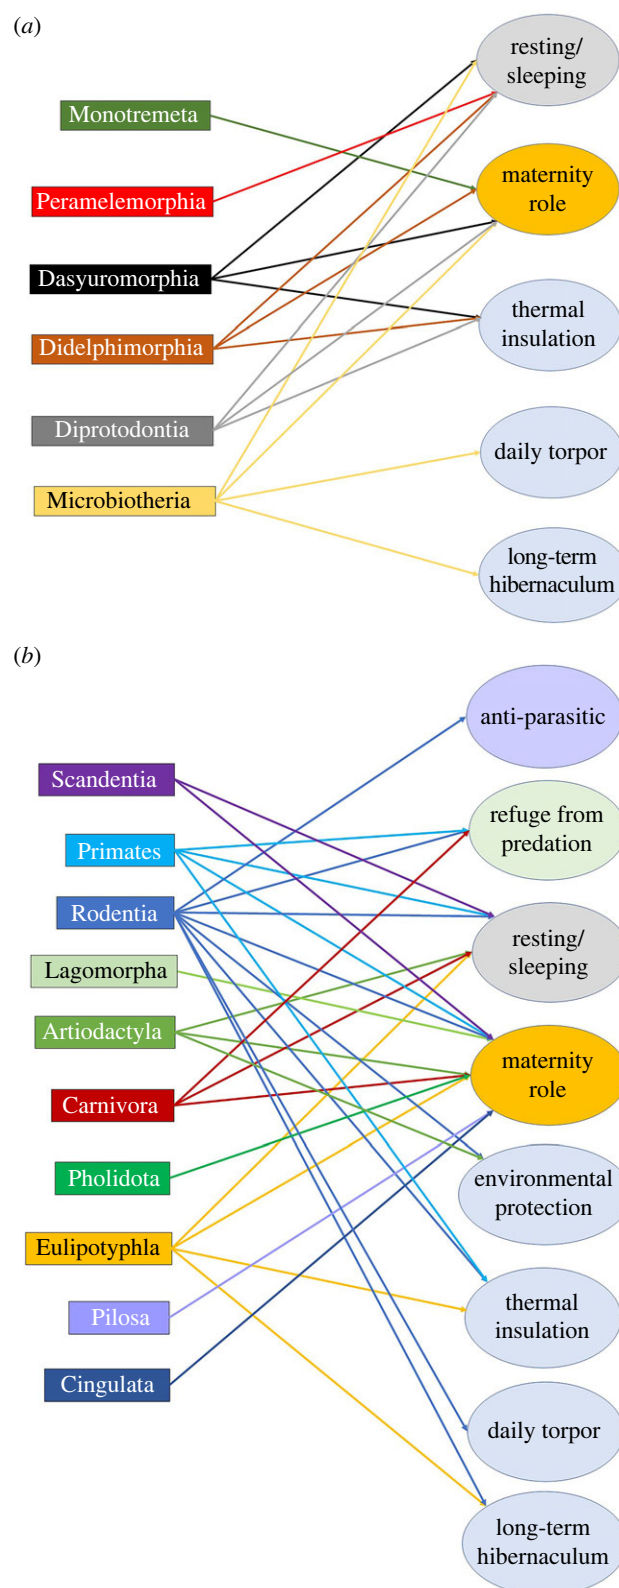 (a)
Monotremeta
Peramelemorphia
Dasyuromorphia
Didelphimorphia
Diprotodontia
Microbiotheria
resting/
sleeping
maternity
role
thermal
insulation
daily torpor
long-term
hibernaculum
(b)
Scandentia
Primates
Rodentia
Lagomorpha
Artiodactyla
Carnivora
Pholidota
Eulipotyphla
Pilosa
Cingulata
anti-parasitic
refuge from
predation
resting/
sleeping
maternity
role
environmental
protection
thermal
insulation
daily torpor
long-term
hibernaculum